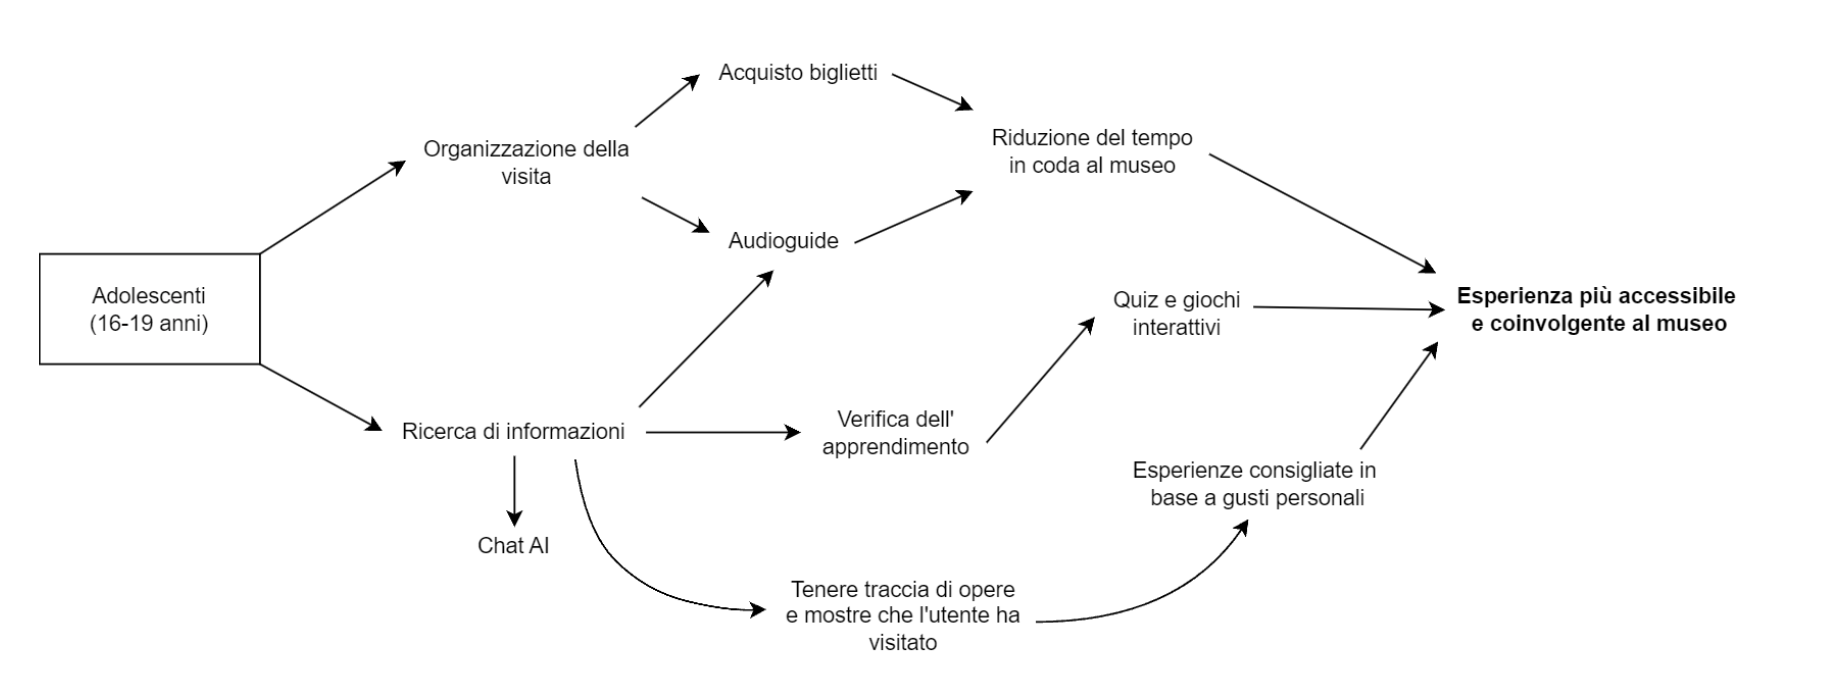 Acquisto biglietti
Organizzazione della
visita
Riduzione del tempo
in coda al museo
Audioguide
Adolescenti
(16-19 anni)
Quiz e giochi
interattivi
Esperienza più accessibile
e coinvolgente al museo
Ricerca di informazioni
Verifica dell'
apprendimento
Esperienze consigliate in
base a gusti personali
Chat AI
Tenere traccia di opere
e mostre che l'utente ha
visitato